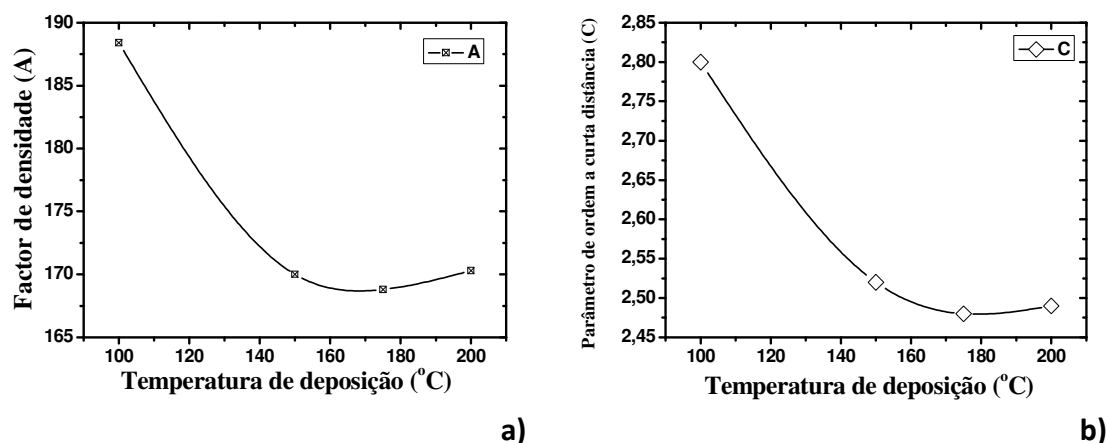 190
185
180
175
170
165
Factor de densidade (A)
A
100 120 140 160 180 200
Temperatura de deposição (°C)
a)
2,85
2,80
2,75
2,70
2,65
2,60
2,55
2,50
2,45
Parâmetro de ordem a curta distância (C)
C
100 120 140 160 180 200
Temperatura de deposição (°C)
b)